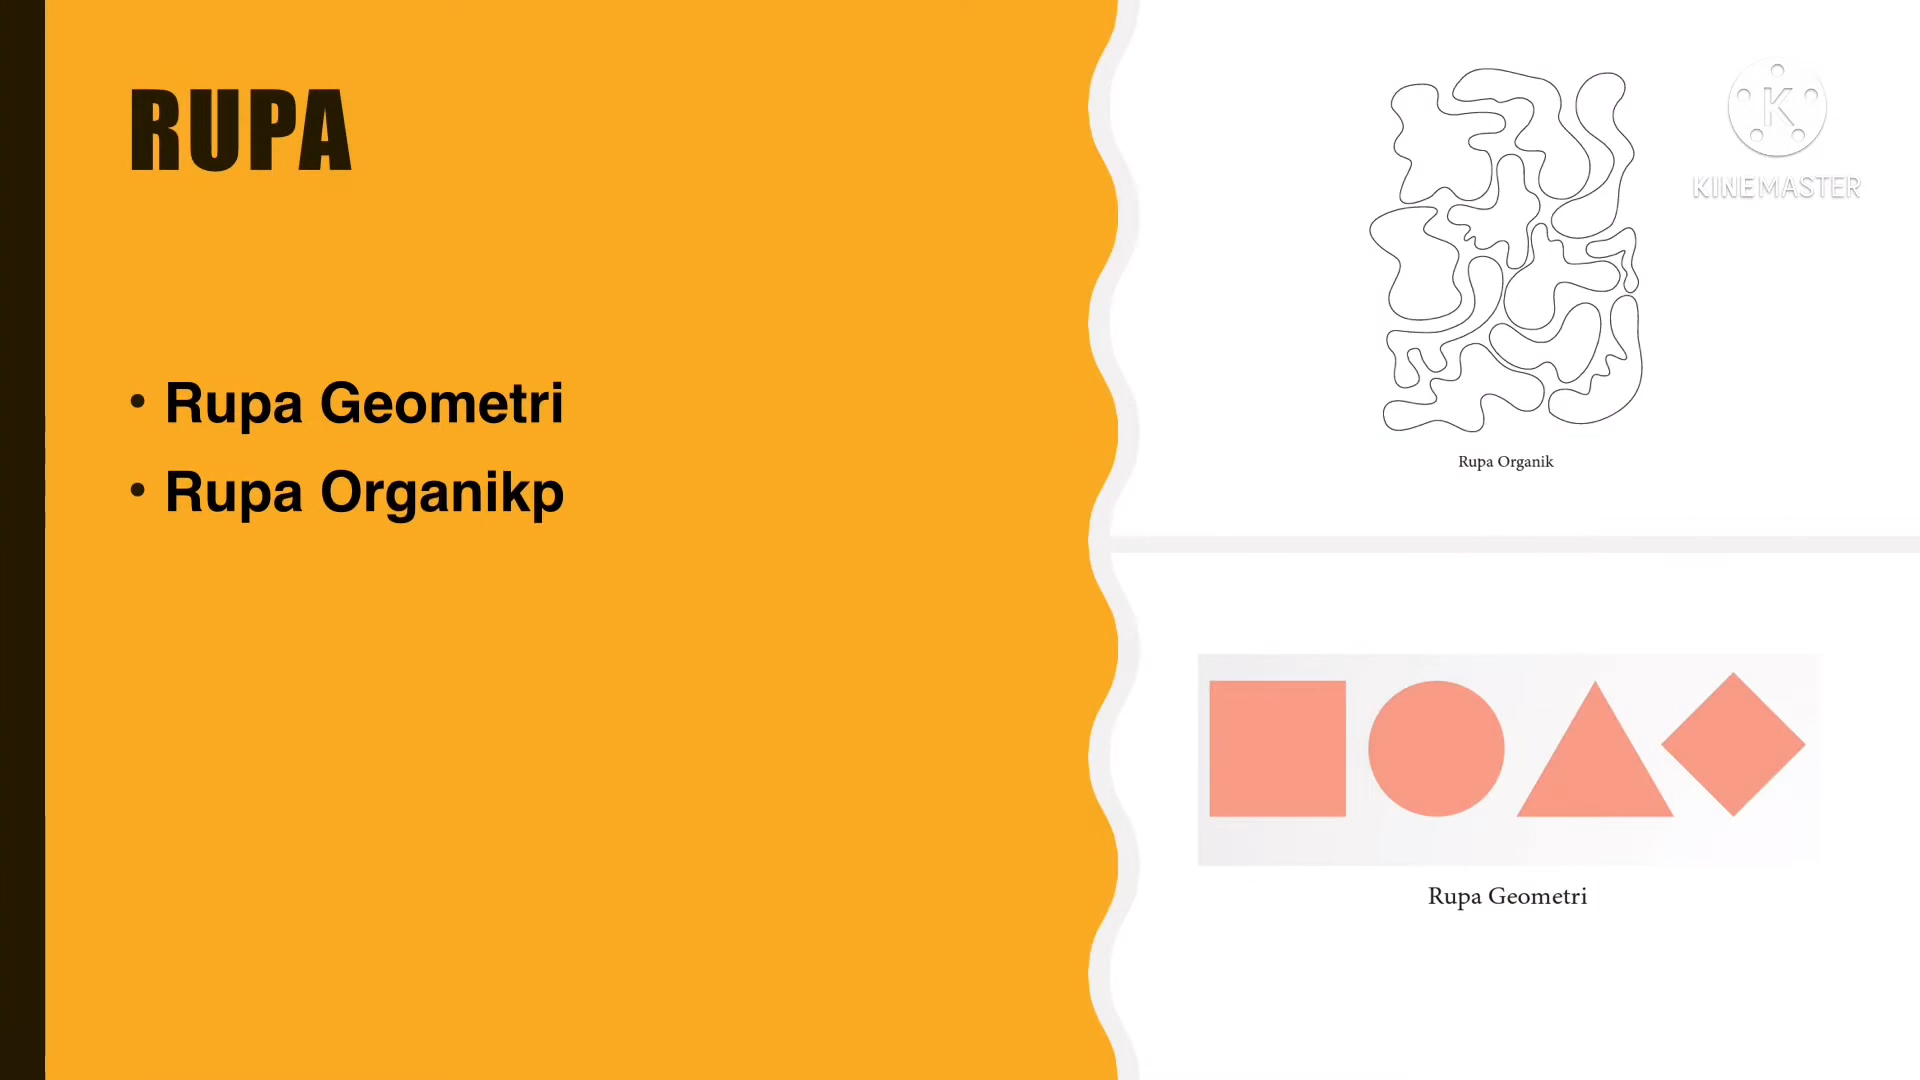 RUPA
Rupa Geometri
Rupa Organikp
K
KINEMASTER
Rupa Organik
Rupa Geometri